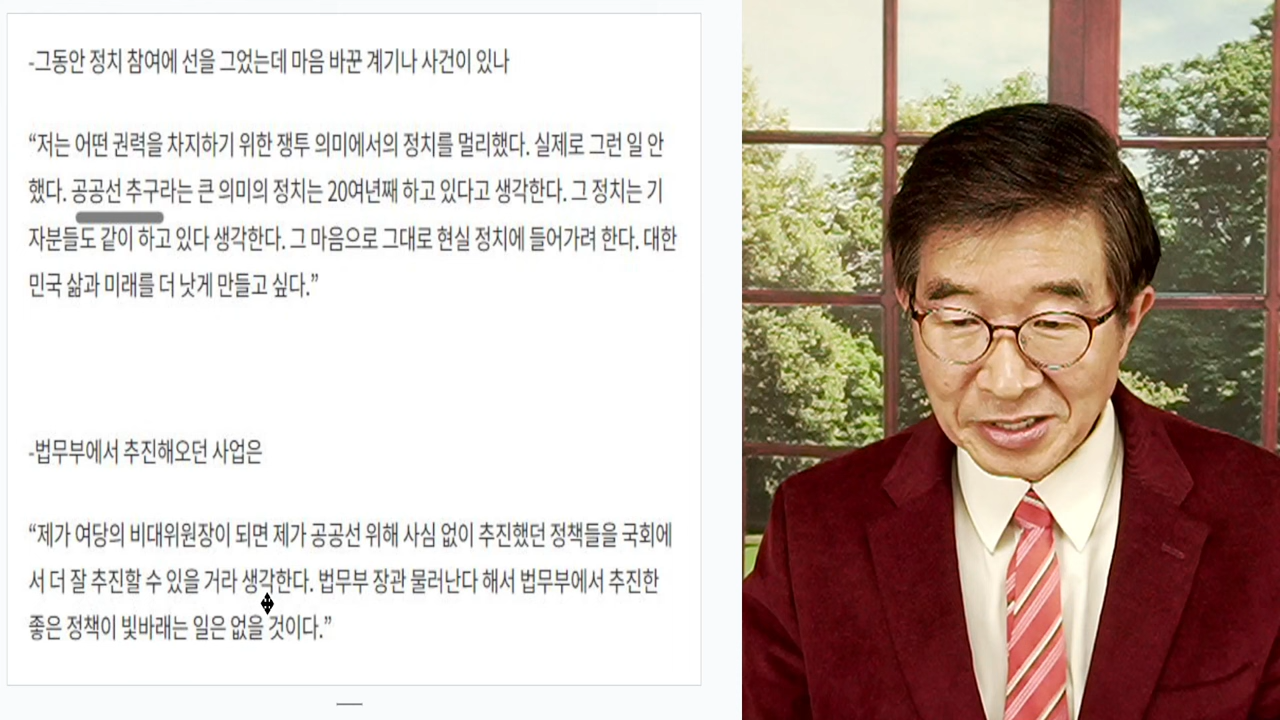 -그동안 정치 참여에 선을 그었는데 마음 바꾼 계기나 사건이 있나
“저는 어떤 권력을 차지하기 위한 쟁투 의미에서의 정치를 멀리했다. 실제로 그런 일 안
했다. 공공선 추구라는 큰 의미의 정치는 20여년째 하고 있다고 생각한다. 그 정치는 기
자분들도 같이 하고 있다 생각한다. 그 마음으로 그대로 현실 정치에 들어가려 한다. 대한
민국 삶과 미래를 더 낫게 만들고 싶다.”
-법무부에서 추진해오던 사업은
“제가 여당의 비대위원장이 되면 제가 공공선 위해 사심 없이 추진했던 정책들을 국회에
서 더 잘 추진할 수 있을 거라 생각한다. 법무부 장관 물러난다 해서 법무부에서 추진한
좋은 정책이 빛바래는 일은 없을 것이다.”